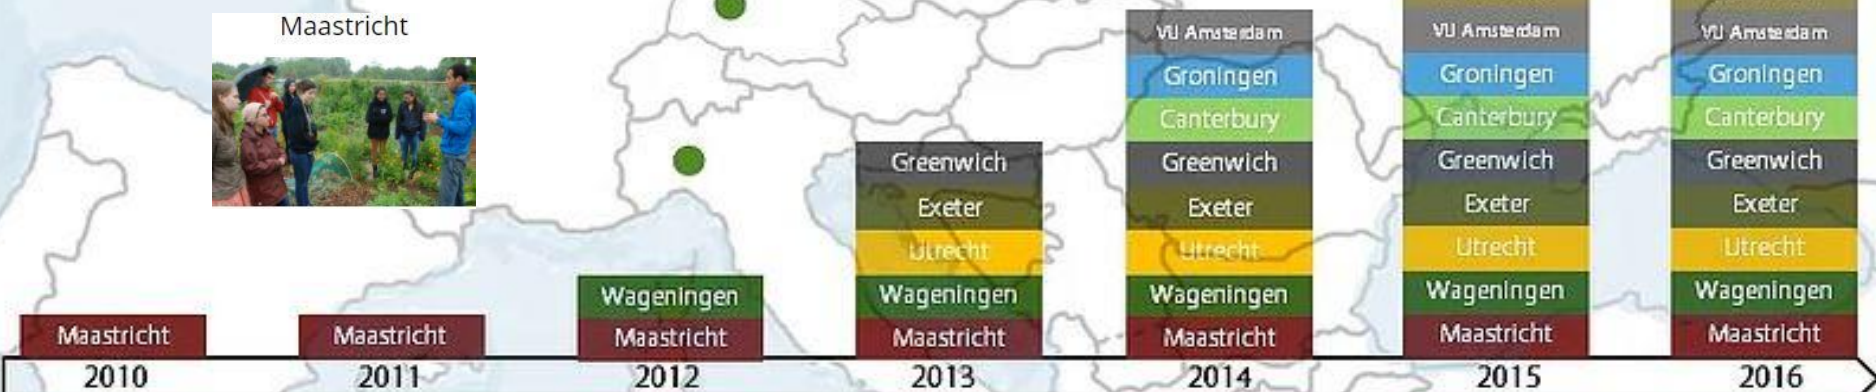 Maastricht
VU Amsterdam
VU Amsterdam
VU Amsterdam
Groningen
Groningen
Groningen
Canterbury
Canterbury
Canterbury
Greenwich
Greenwich
Greenwich
Greenwich
Exeter
Exeter
Exeter
Exeter
Utrecht
Utrecht
Utrecht
Utrecht
Wageningen
Wageningen
Wageningen
Wageningen
Wageningen
Maastricht
Maastricht
Maastricht
Maastricht
Maastricht
Maastricht
Maastricht
2010
2011
2012
2013
2014
2015
2016